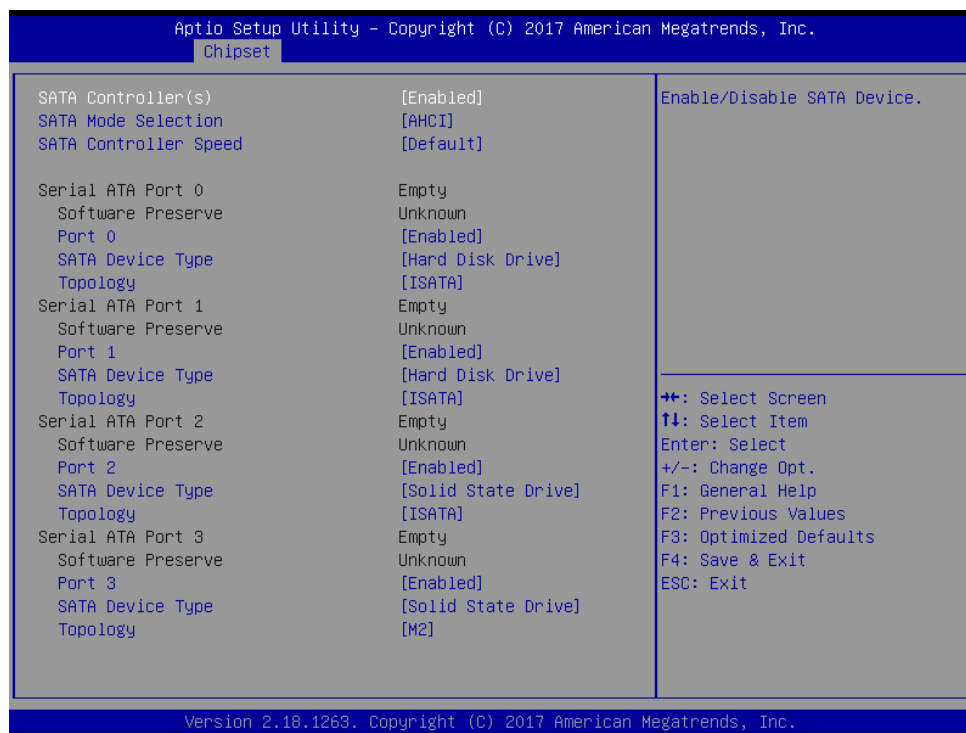 Aptio Setup Utility – Copyright (C) 2017 American Megatrends, Inc.
Chipset
SATA Controller(s) [Enabled]
SATA Mode Selection [AHCI]
SATA Controller Speed [Default]
Serial ATA Port 0 Empty
Software Preserve Unknown
Port 0 [Enabled]
SATA Device Type [Hard Disk Drive]
Topology [ISATA]
Serial ATA Port 1 Empty
Software Preserve Unknown
Port 1 [Enabled]
SATA Device Type [Hard Disk Drive]
Topology [ISATA]
Serial ATA Port 2 Empty
Software Preserve Unknown
Port 2 [Enabled]
SATA Device Type [Solid State Drive]
Topology [ISATA]
Serial ATA Port 3 Empty
Software Preserve Unknown
Port 3 [Enabled]
SATA Device Type [Solid State Drive]
Topology [M2]
Enable/Disable SATA Device.
→←: Select Screen
↑↓: Select Item
Enter: Select
+/-: Change Opt.
F1: General Help
F2: Previous Values
F3: Optimized Defaults
F4: Save & Exit
ESC: Exit
Version 2.18.1263. Copyright (C) 2017 American Megatrends, Inc.